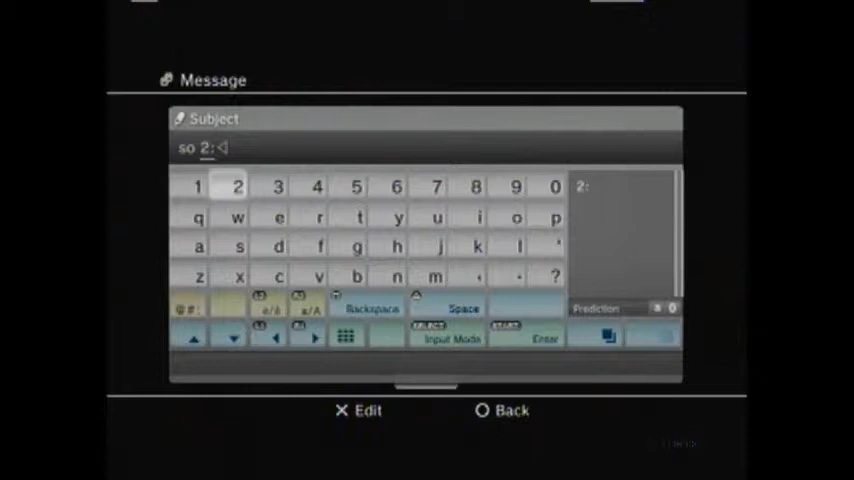 Message
Subject
so 2:
1 2 3 4 5 6 7 8 9 0 2:
q w e r t y u i o p
a s d f g h j k l '
z x c v b n m , . ?
@#: a/A Backspace Space Prediction a 0
SELECT Input Mode START Enter
X Edit O Back